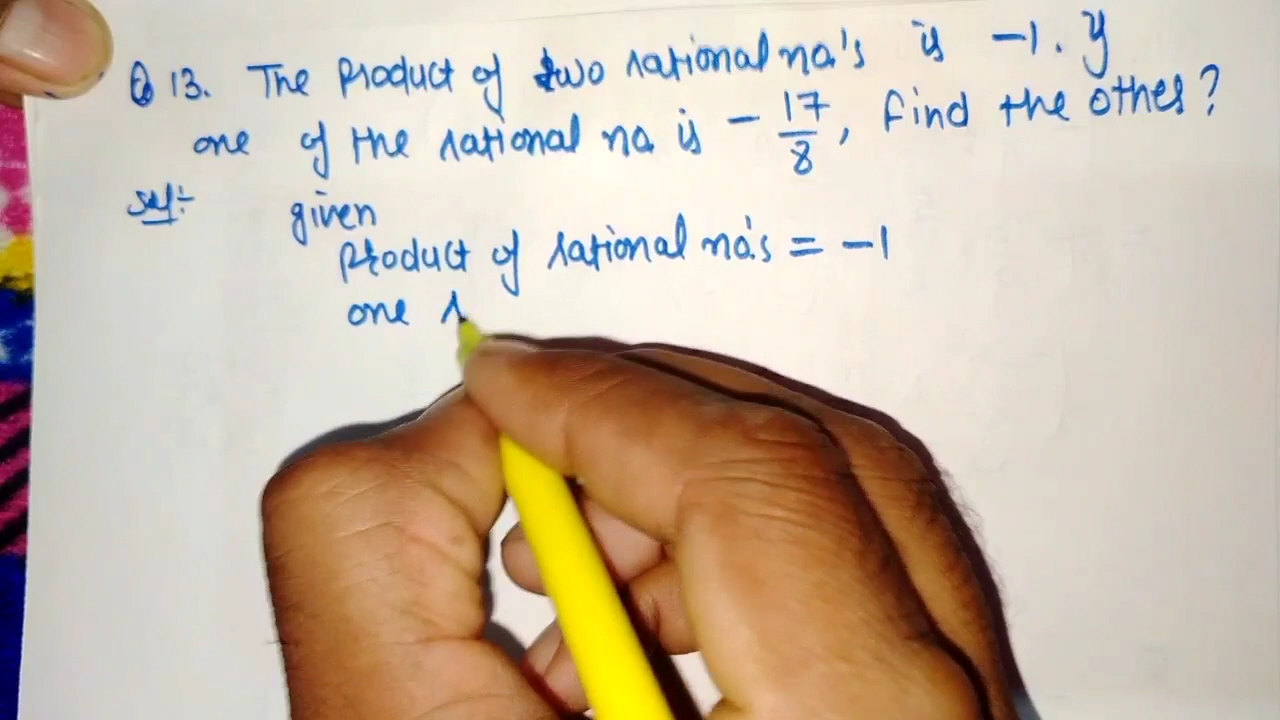 Q 13. The Product of two rational no's is -1. If
one of the rational no is - 17/8, find the other?
Sol:-
given
product of rational no's = -1
one